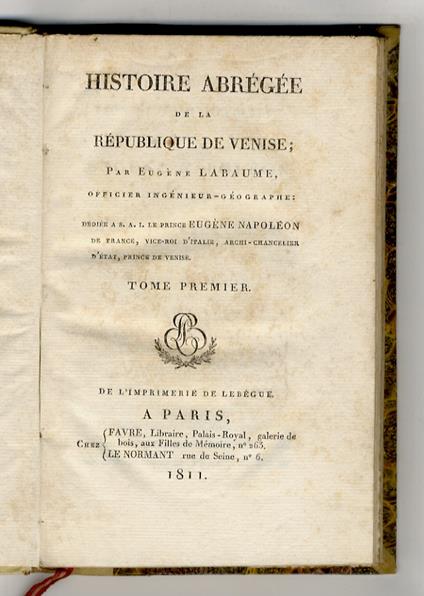 HISTOIRE ABRÉGÉE
DE LA
RÉPUBLIQUE DE VENISE;
PAR EUGÈNE LABAUME,
OFFICIER INGÉNIEUR-GÉOGRAPHE:
DÉDIÉE A S. A. I. LE PRINCE EUGÈNE NAPOLÉON
DE FRANCE, VICE-ROI D'ITALIE, ARCHI-CHANCELIER
D'ÉTAT, PRINCE DE VENISE.
TOME PREMIER.
DE L'IMPRIMERIE DE LEBÈGUE.
A PARIS,
CHEZ
FAVRE, Libraire, Palais-Royal, galerie de
bois, aux Filles de Mémoire, n° 263.
LE NORMANT rue de Seine, n° 6.
1811.